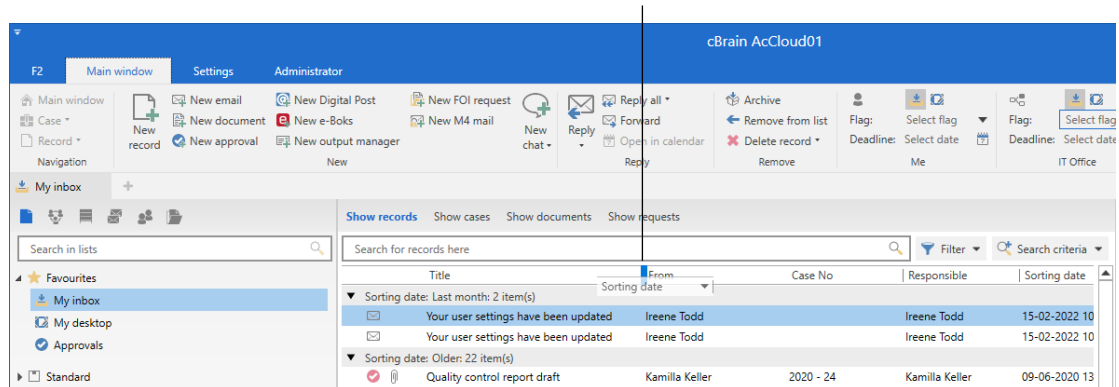 cBrain AcCloud01
F2 Main window Settings Administrator
Main window New email New Digital Post New FOI request Reply all Archive
Case New document New e-Boks New M4 mail Forward Remove from list Flag: Select flag Flag: Select flag
Record New record New approval New output manager New chat Reply Open in calendar Delete record Deadline: Select date Deadline: Select date
Navigation New Reply Remove Me IT Office
My inbox
Show records Show cases Show documents Show requests
Search in lists Search for records here Filter Search criteria
Favourites Title From Case No Responsible Sorting date
Sorting date
My inbox Sorting date: Last month: 2 item(s)
Your user settings have been updated Ireene Todd Ireene Todd 15-02-2022 10
My desktop
Approvals Your user settings have been updated Ireene Todd Ireene Todd 15-02-2022 10
Sorting date: Older: 22 item(s)
Standard Quality control report draft Kamilla Keller 2020 - 24 Kamilla Keller 09-06-2020 13